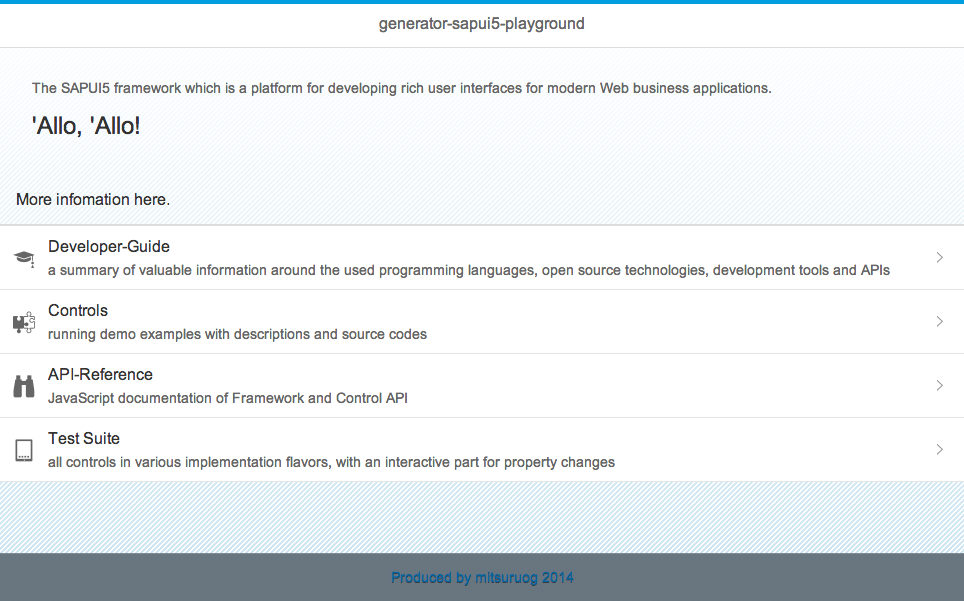 generator-sapui5-playground
The SAPUI5 framework which is a platform for developing rich user interfaces for modern Web business applications.
'Allo, 'Allo!
More infomation here.
Developer-Guide
a summary of valuable information around the used programming languages, open source technologies, development tools and APIs
Controls
running demo examples with descriptions and source codes
API-Reference
JavaScript documentation of Framework and Control API
Test Suite
all controls in various implementation flavors, with an interactive part for property changes
Produced by mitsuruog 2014